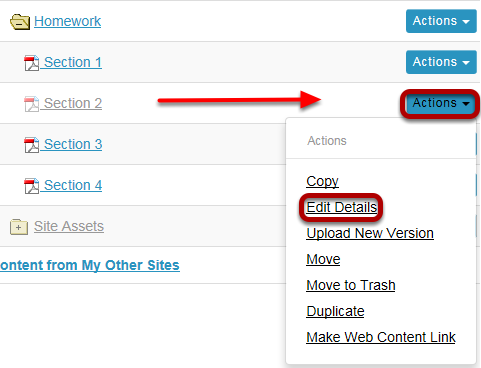 Homework Actions
Section 1 Actions
Section 2 Actions
Section 3
Section 4
Site Assets
ontent from My Other Sites
Actions
Copy
Edit Details
Upload New Version
Move
Move to Trash
Duplicate
Make Web Content Link